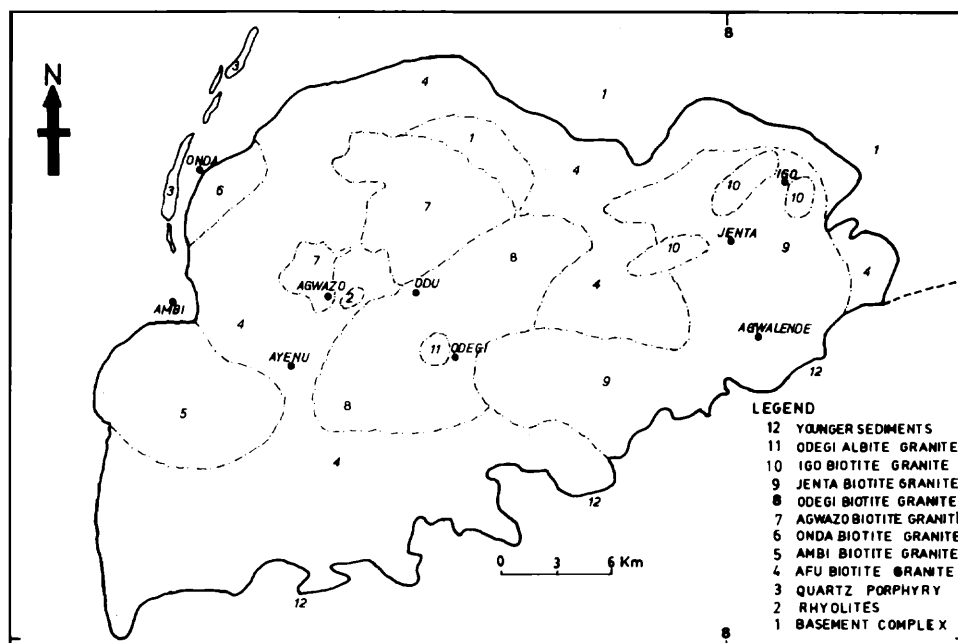 8
3
N
4
1
1
1
ONDA
4
IGO
3
6
10
10
7
JENTA
8
10
9
7
4
4
AGWAZO
2
ODU
AMBI
4
AGWALENDE
AYENU
11
ODEGI
12
9
5
8
LEGEND
12 YOUNGER SEDIMENTS
11 ODEGI ALBITE GRANITE
10 IGO BIOTITE GRANITE
9 JENTA BIOTITE GRANITE
8 ODEGI BIOTITE GRANITE
7 AGWAZO BIOTITE GRANITE
6 ONDA BIOTITE GRANITE
5 AMBI BIOTITE GRANITE
4 AFU BIOTITE GRANITE
3 QUARTZ PORPHYRY
2 RHYOLITES
1 BASEMENT COMPLEX
4
12
0 3 6 Km
12
8